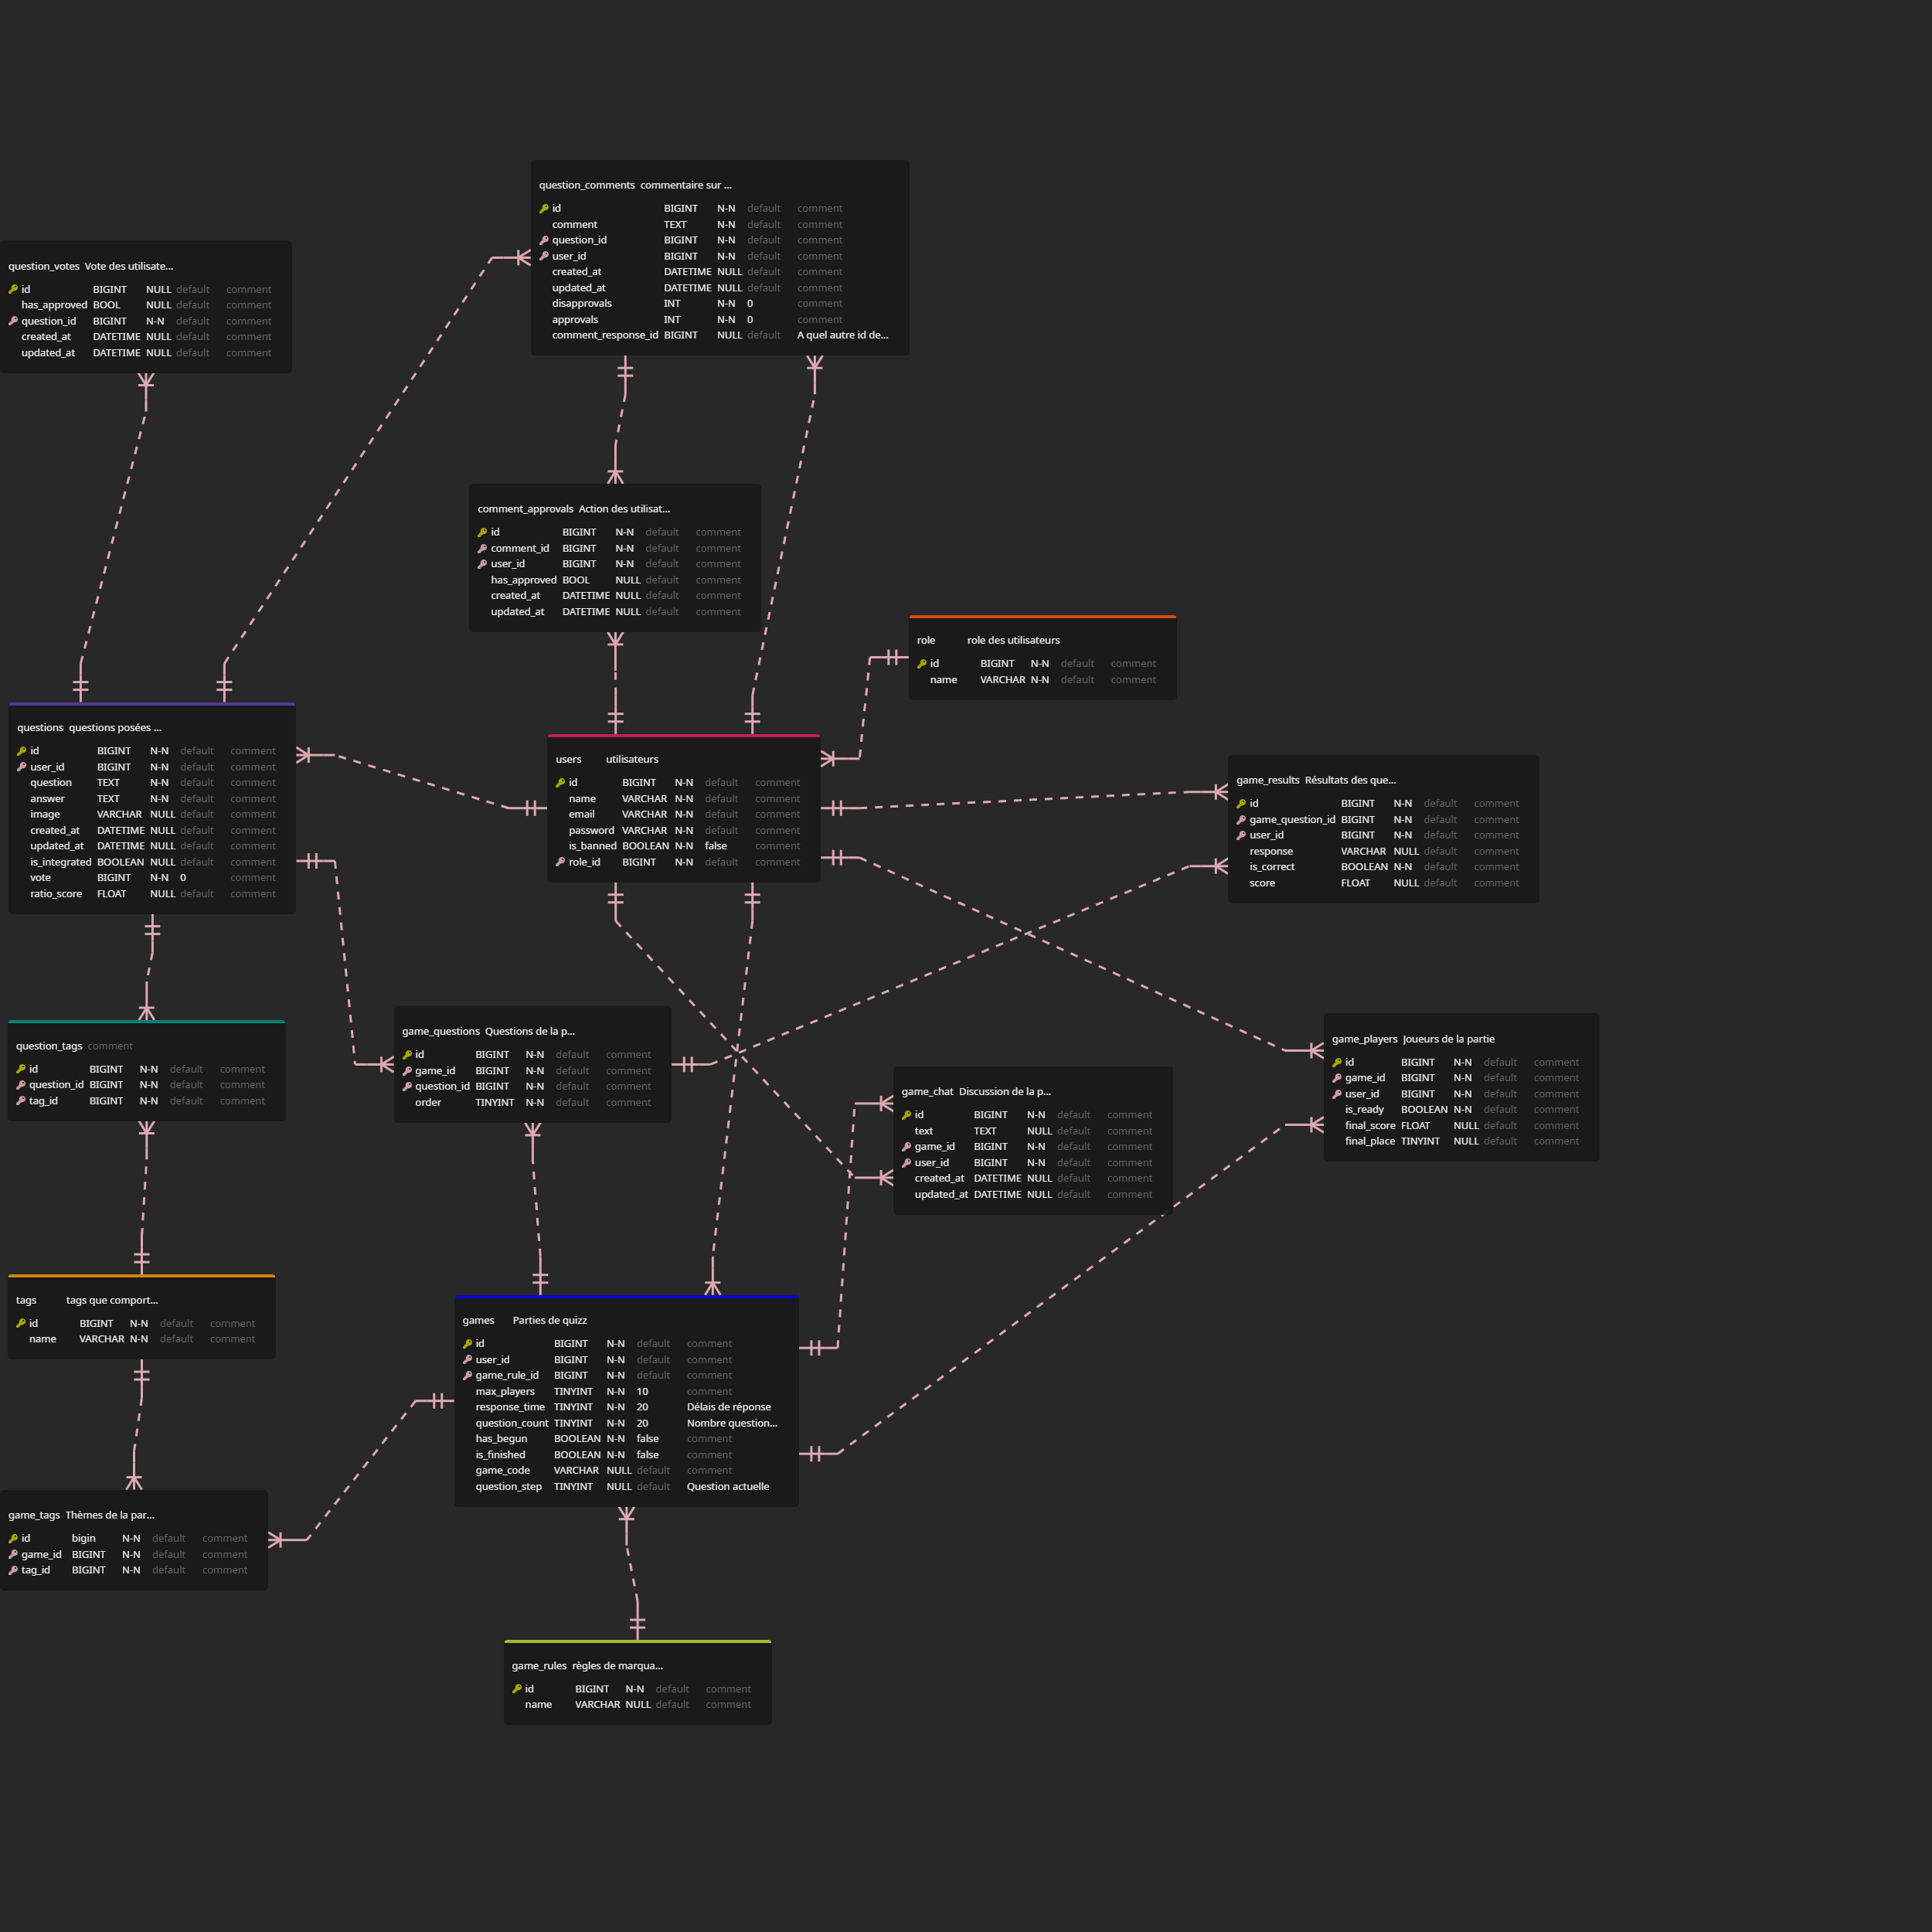 question_comments commentaire sur ...
id BIGINT N-N default comment
comment TEXT N-N default comment
question_id BIGINT N-N default comment
user_id BIGINT N-N default comment
created_at DATETIME NULL default comment
updated_at DATETIME NULL default comment
disapprovals INT N-N 0 comment
approvals INT N-N 0 comment
comment_response_id BIGINT NULL default A quel autre id de...
question_votes Vote des utilisate...
id BIGINT NULL default comment
has_approved BOOL NULL default comment
question_id BIGINT N-N default comment
created_at DATETIME NULL default comment
updated_at DATETIME NULL default comment
comment_approvals Action des utilisat...
id BIGINT N-N default comment
comment_id BIGINT N-N default comment
user_id BIGINT N-N default comment
has_approved BOOL NULL default comment
created_at DATETIME NULL default comment
updated_at DATETIME NULL default comment
role role des utilisateurs
id BIGINT N-N default comment
name VARCHAR N-N default comment
questions questions posées ...
id BIGINT N-N default comment
user_id BIGINT N-N default comment
question TEXT N-N default comment
answer TEXT N-N default comment
image VARCHAR NULL default comment
created_at DATETIME NULL default comment
updated_at DATETIME NULL default comment
is_integrated BOOLEAN NULL default comment
vote BIGINT N-N 0 comment
ratio_score FLOAT NULL default comment
users utilisateurs
id BIGINT N-N default comment
name VARCHAR N-N default comment
email VARCHAR N-N default comment
password VARCHAR N-N default comment
is_banned BOOLEAN N-N false comment
role_id BIGINT N-N default comment
game_results Résultats des que...
id BIGINT N-N default comment
game_question_id BIGINT N-N default comment
user_id BIGINT N-N default comment
response VARCHAR NULL default comment
is_correct BOOLEAN N-N default comment
score FLOAT NULL default comment
question_tags comment
id BIGINT N-N default comment
question_id BIGINT N-N default comment
tag_id BIGINT N-N default comment
game_questions Questions de la p...
id BIGINT N-N default comment
game_id BIGINT N-N default comment
question_id BIGINT N-N default comment
order TINYINT N-N default comment
game_players Joueurs de la partie
id BIGINT N-N default comment
game_id BIGINT N-N default comment
user_id BIGINT N-N default comment
is_ready BOOLEAN N-N default comment
final_score FLOAT NULL default comment
final_place TINYINT NULL default comment
game_chat Discussion de la p...
id BIGINT N-N default comment
text TEXT NULL default comment
game_id BIGINT N-N default comment
user_id BIGINT N-N default comment
created_at DATETIME NULL default comment
updated_at DATETIME NULL default comment
tags tags que comport...
id BIGINT N-N default comment
name VARCHAR N-N default comment
games Parties de quizz
id BIGINT N-N default comment
user_id BIGINT N-N default comment
game_rule_id BIGINT N-N default comment
max_players TINYINT N-N 10 comment
response_time TINYINT N-N 20 Délais de réponse
question_count TINYINT N-N 20 Nombre question...
has_begun BOOLEAN N-N false comment
is_finished BOOLEAN N-N false comment
game_code VARCHAR NULL default comment
question_step TINYINT NULL default Question actuelle
game_tags Thèmes de la par...
id bigin N-N default comment
game_id BIGINT N-N default comment
tag_id BIGINT N-N default comment
game_rules règles de marqua...
id BIGINT N-N default comment
name VARCHAR NULL default comment